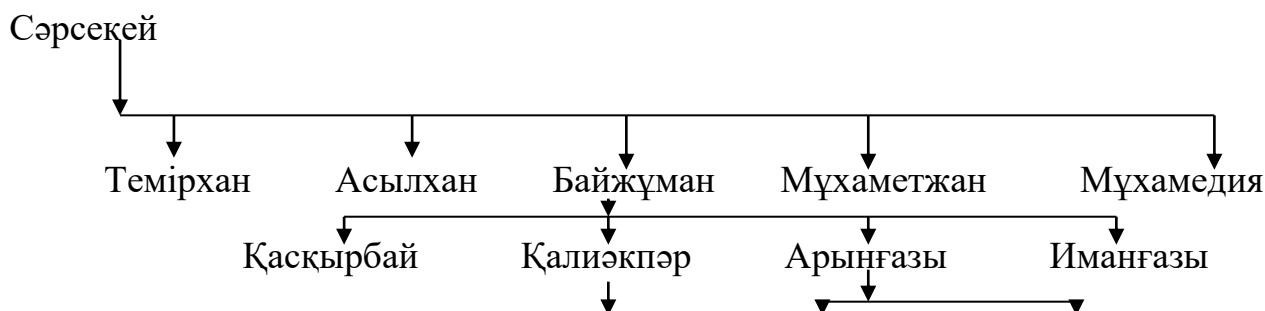 Сәрсекей
Темірхан Асылхан Байжұман Мұхаметжан Мұхамедия
Қасқырбай Қалиәкпәр Арынғазы Иманғазы